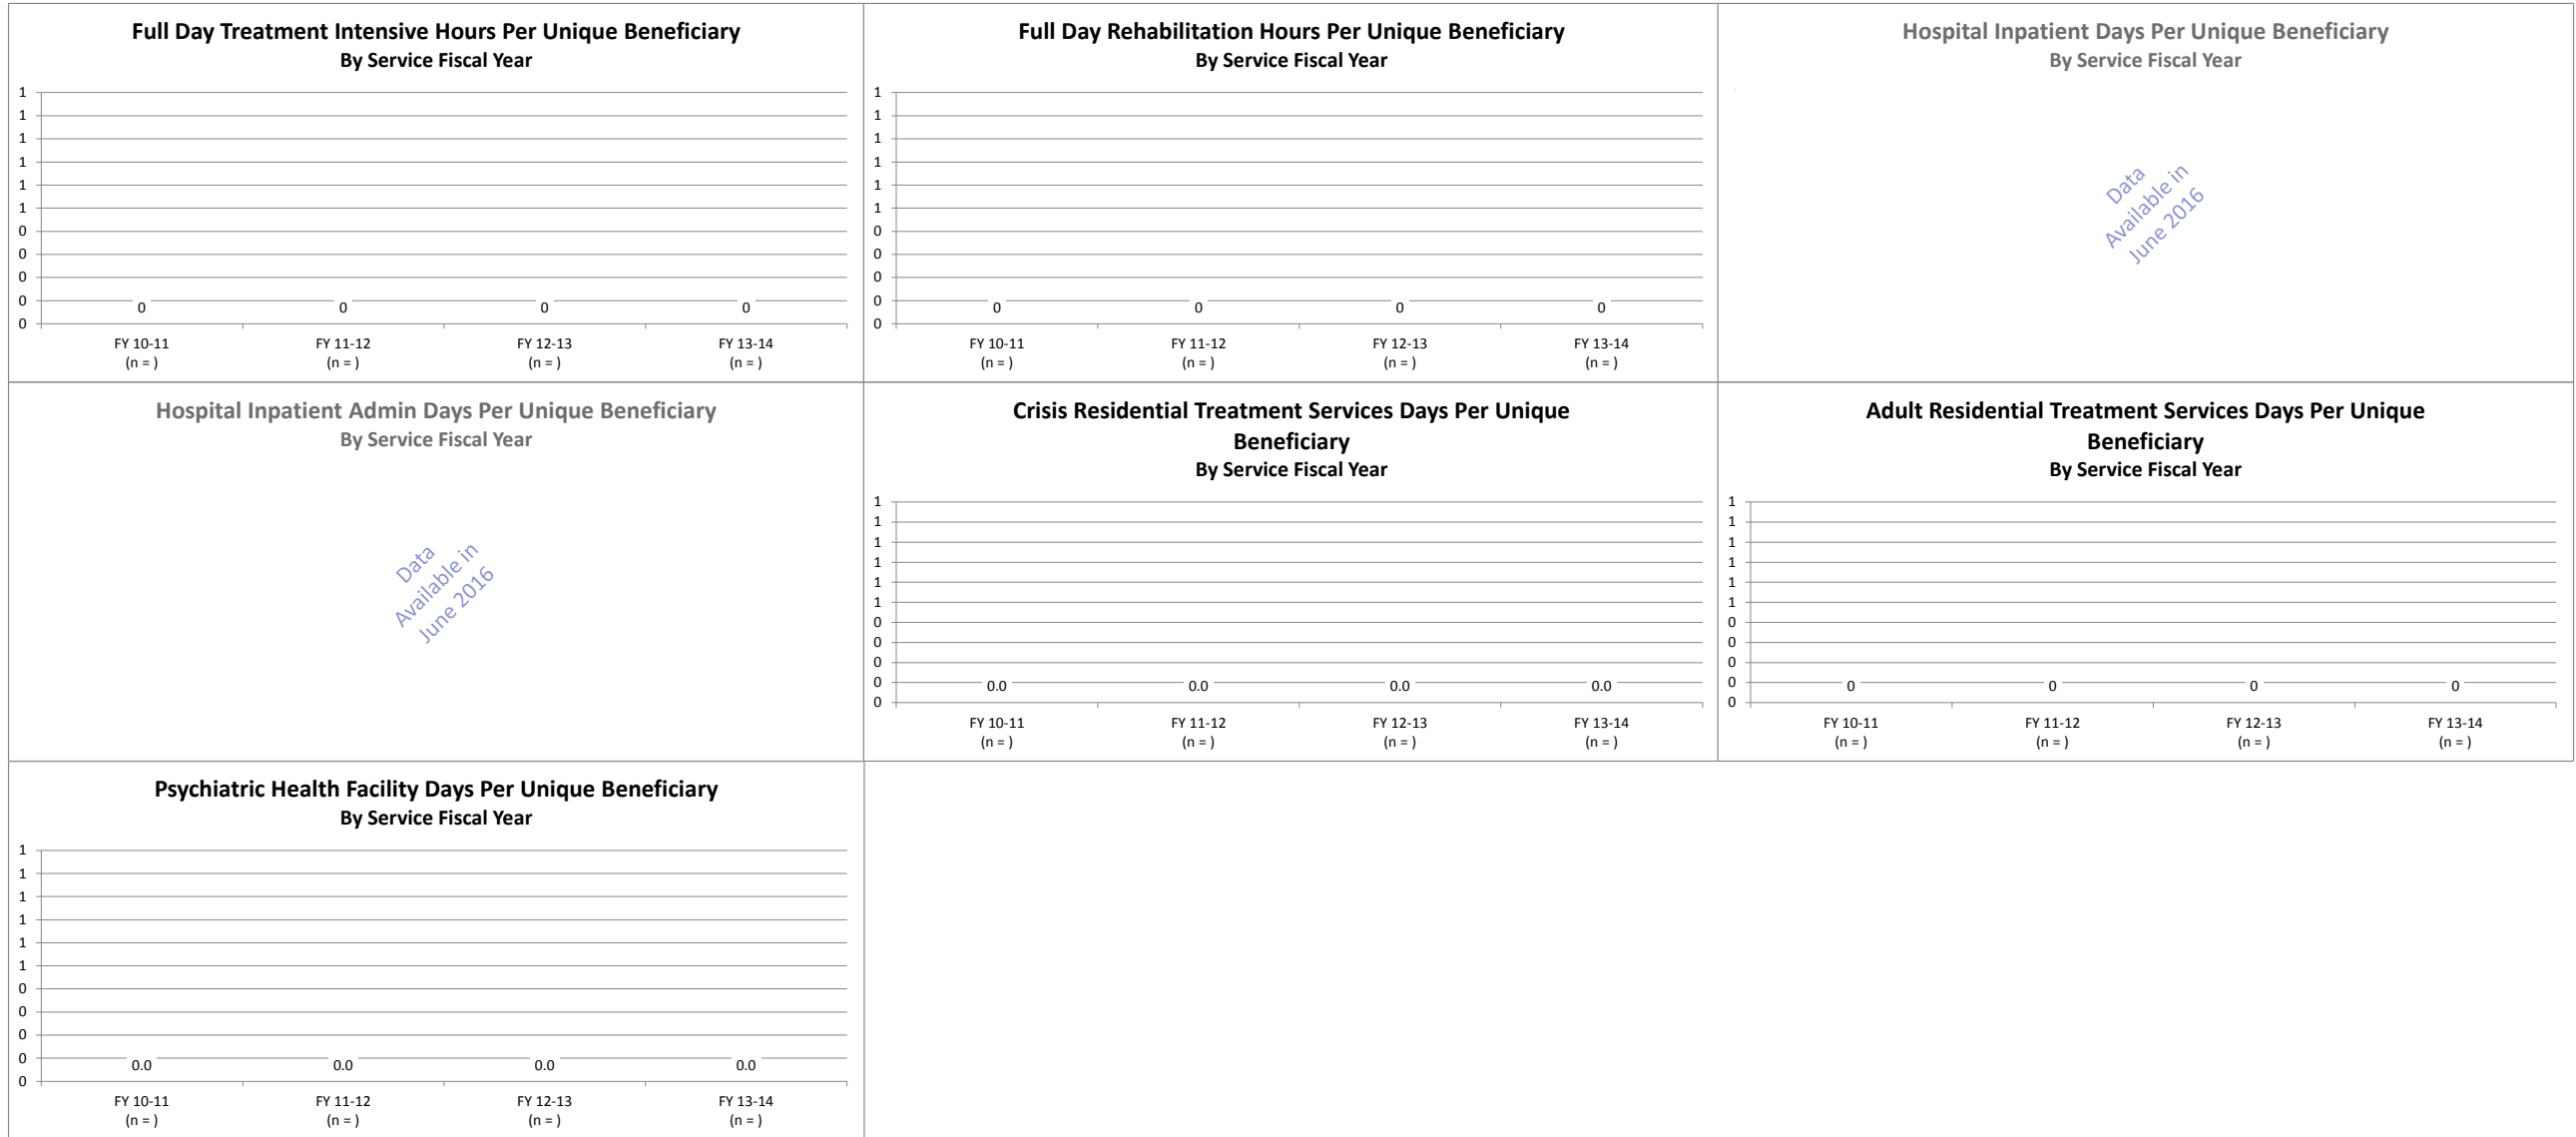 Full Day Treatment Intensive Hours Per Unique Beneficiary
By Service Fiscal Year
1
1
1
1
1
1
0
0
0
0
0
0 0 0 0
FY 10-11 FY 11-12 FY 12-13 FY 13-14
(n = ) (n = ) (n = ) (n = )
Full Day Rehabilitation Hours Per Unique Beneficiary
By Service Fiscal Year
1
1
1
1
1
1
0
0
0
0
0
0 0 0 0
FY 10-11 FY 11-12 FY 12-13 FY 13-14
(n = ) (n = ) (n = ) (n = )
Hospital Inpatient Days Per Unique Beneficiary
By Service Fiscal Year
Data
Available in
June 2016
Hospital Inpatient Admin Days Per Unique Beneficiary
By Service Fiscal Year
Data
Available in
June 2016
Crisis Residential Treatment Services Days Per Unique
Beneficiary
By Service Fiscal Year
1
1
1
1
1
1
0
0
0
0
0
0.0 0.0 0.0 0.0
FY 10-11 FY 11-12 FY 12-13 FY 13-14
(n = ) (n = ) (n = ) (n = )
Adult Residential Treatment Services Days Per Unique
Beneficiary
By Service Fiscal Year
1
1
1
1
1
1
0
0
0
0
0
0 0 0 0
FY 10-11 FY 11-12 FY 12-13 FY 13-14
(n = ) (n = ) (n = ) (n = )
Psychiatric Health Facility Days Per Unique Beneficiary
By Service Fiscal Year
1
1
1
1
1
1
0
0
0
0
0
0.0 0.0 0.0 0.0
FY 10-11 FY 11-12 FY 12-13 FY 13-14
(n = ) (n = ) (n = ) (n = )